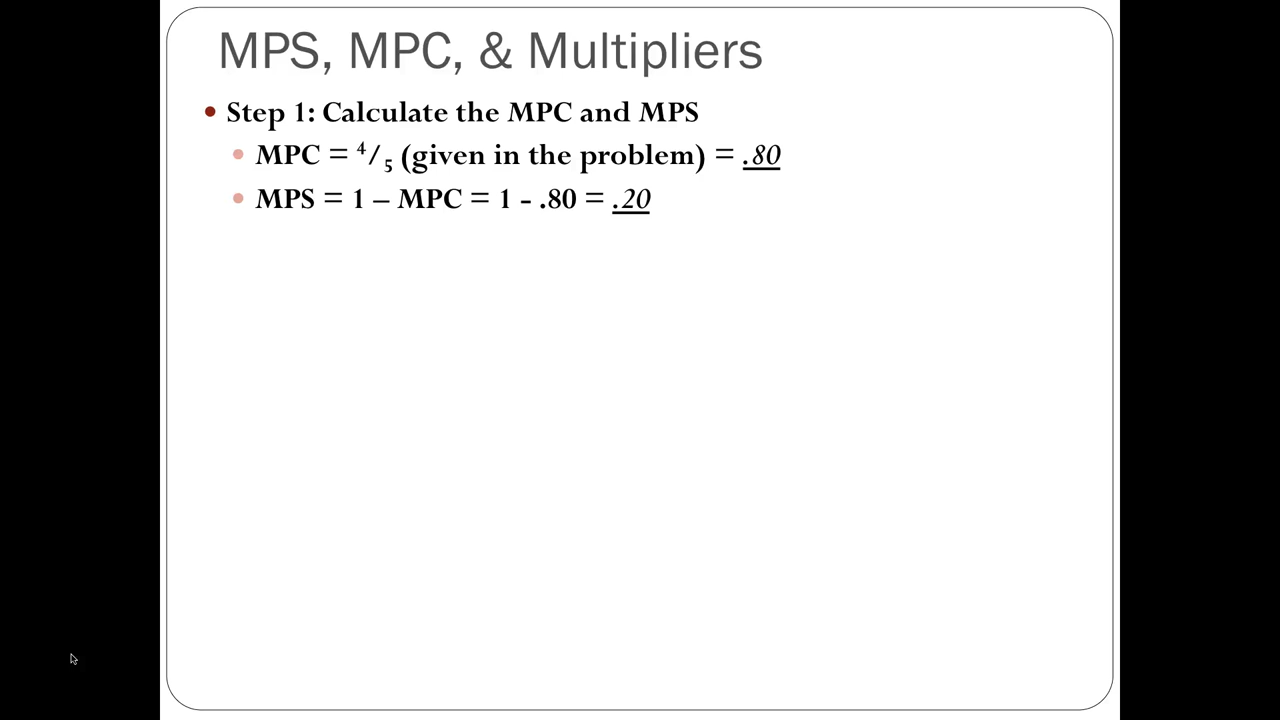 MPS, MPC, & Multipliers
• Step 1: Calculate the MPC and MPS
• MPC = ⁴/₅ (given in the problem) = .80
• MPS = 1 – MPC = 1 - .80 = .20